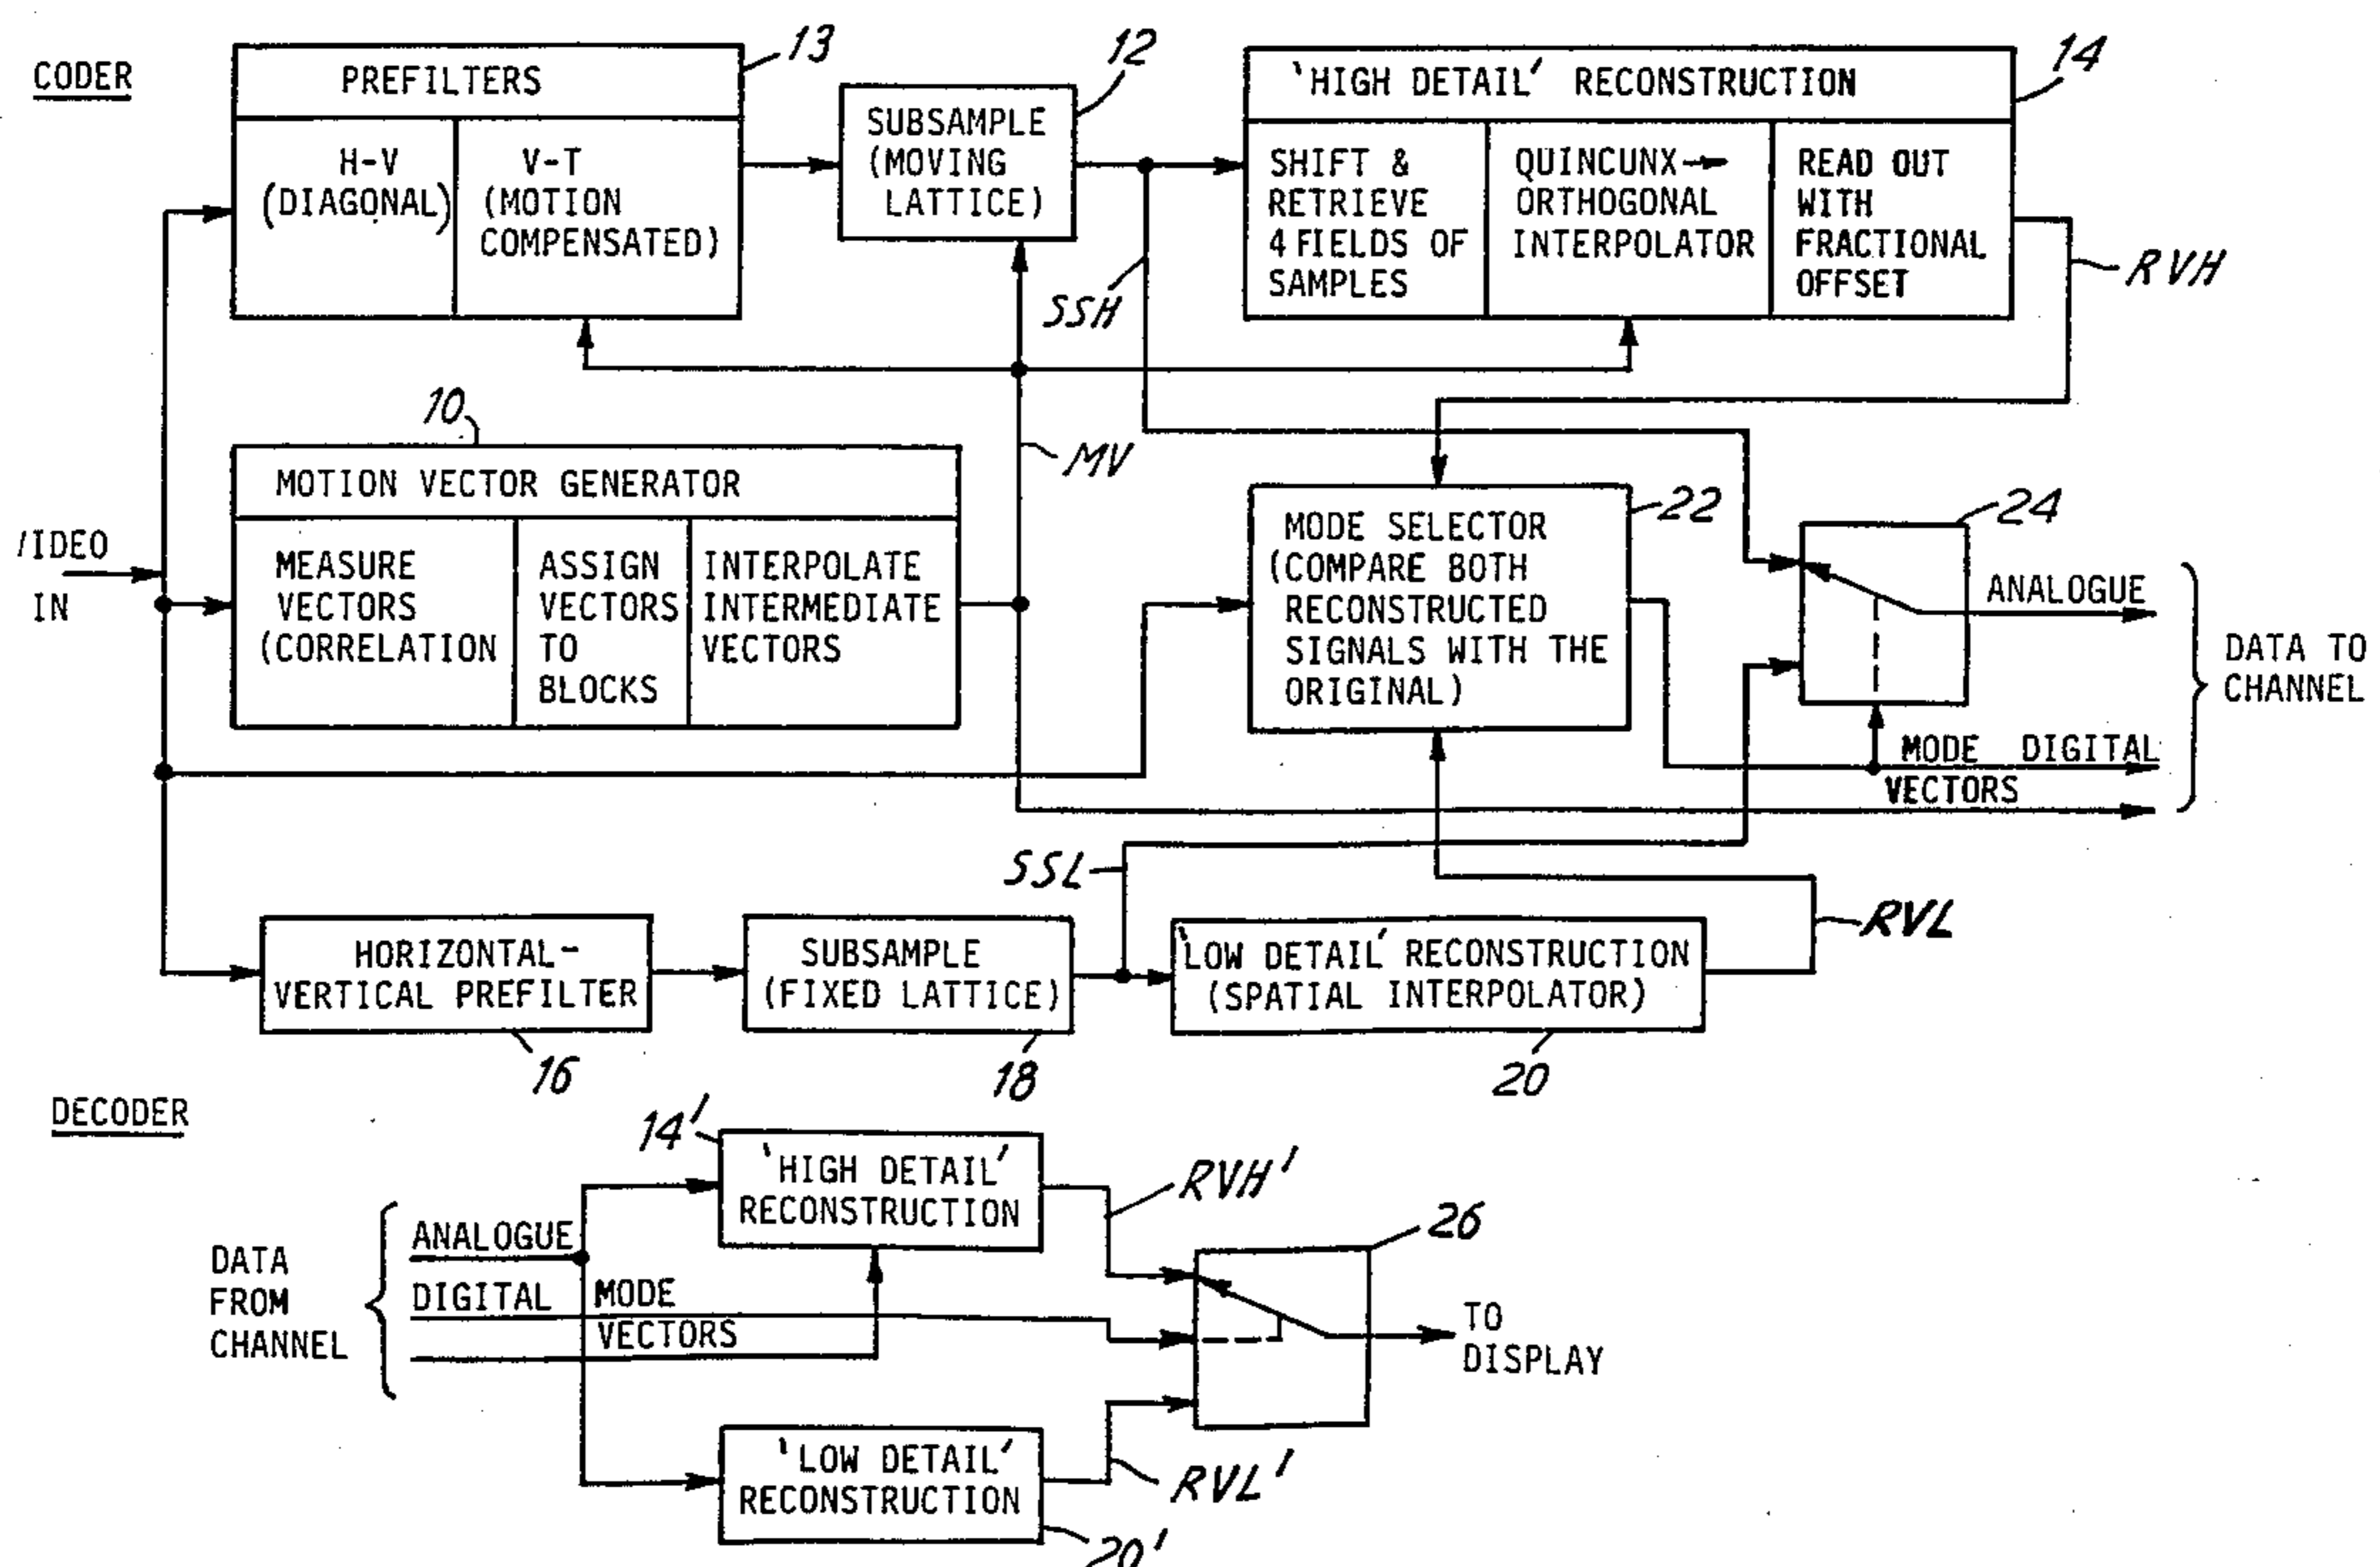 CODER
PREFILTERS
13
H-V
(DIAGONAL)
V-T
(MOTION
COMPENSATED)
12
SUBSAMPLE
(MOVING
LATTICE)
14
'HIGH DETAIL' RECONSTRUCTION
SHIFT &
RETRIEVE
4 FIELDS OF
SAMPLES
QUINCUNX→
ORTHOGONAL
INTERPOLATOR
READ OUT
WITH
FRACTIONAL
OFFSET
RVH
SSH
MV
10
MOTION VECTOR GENERATOR
MEASURE
VECTORS
(CORRELATION
ASSIGN
VECTORS
TO
BLOCKS
INTERPOLATE
INTERMEDIATE
VECTORS
IDEO
IN
22
MODE SELECTOR
(COMPARE BOTH
RECONSTRUCTED
SIGNALS WITH THE
ORIGINAL)
24
ANALOGUE
DATA TO
CHANNEL
MODE DIGITAL
VECTORS
SSL
RVL
HORIZONTAL-
VERTICAL PREFILTER
16
SUBSAMPLE
(FIXED LATTICE)
18
'LOW DETAIL' RECONSTRUCTION
(SPATIAL INTERPOLATOR)
20
DECODER
14'
'HIGH DETAIL'
RECONSTRUCTION
RVH'
26
DATA
FROM
CHANNEL
ANALOGUE
DIGITAL MODE
VECTORS
TO
DISPLAY
'LOW DETAIL'
RECONSTRUCTION
RVL'
20'